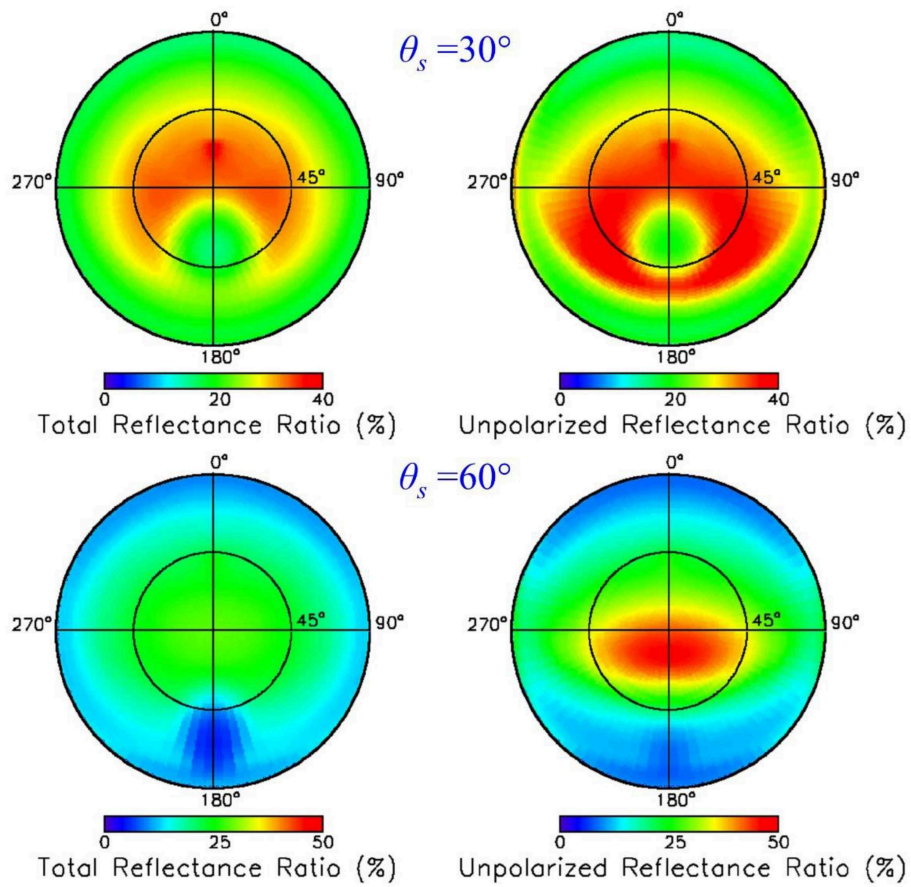 0°
θs =30°
0°
270°
45°
90°
270°
45°
90°
180°
180°
0 20 40
0 20 40
Total Reflectance Ratio (%)
Unpolarized Reflectance Ratio (%)
0°
θs =60°
0°
270°
45°
90°
270°
45°
90°
180°
180°
0 25 50
0 25 50
Total Reflectance Ratio (%)
Unpolarized Reflectance Ratio (%)